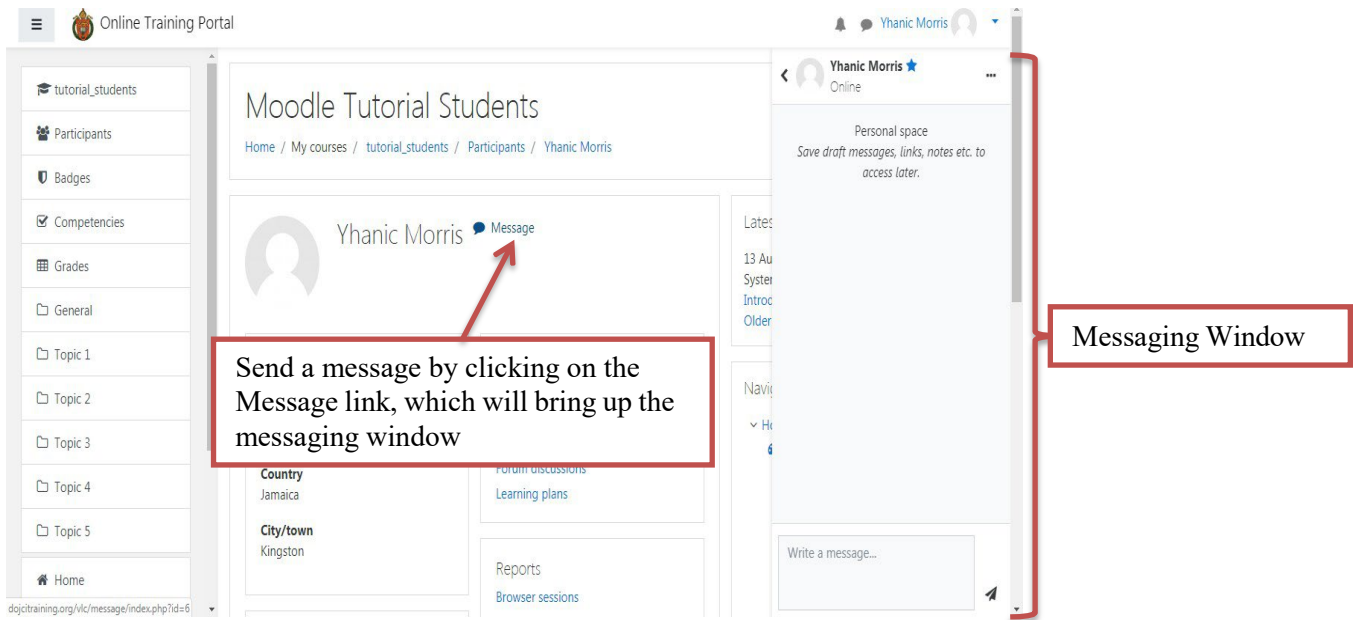 Online Training Portal
Yhanic Morris
tutorial_students
Participants
Badges
Competencies
Grades
General
Topic 1
Topic 2
Topic 3
Topic 4
Topic 5
Home
dojcitraining.org/vlc/message/index.php?id=6
Moodle Tutorial Students
Home / My courses / tutorial_students / Participants / Yhanic Morris
Yhanic Morris Message
Send a message by clicking on the
Message link, which will bring up the
messaging window
Country
Jamaica
City/town
Kingston
Forum discussions
Learning plans
Reports
Browser sessions
Lates
13 Au
Syster
Introd
Older
Navig
Ho
Yhanic Morris
Online
Personal space
Save draft messages, links, notes etc. to
access later.
Write a message...
Messaging Window